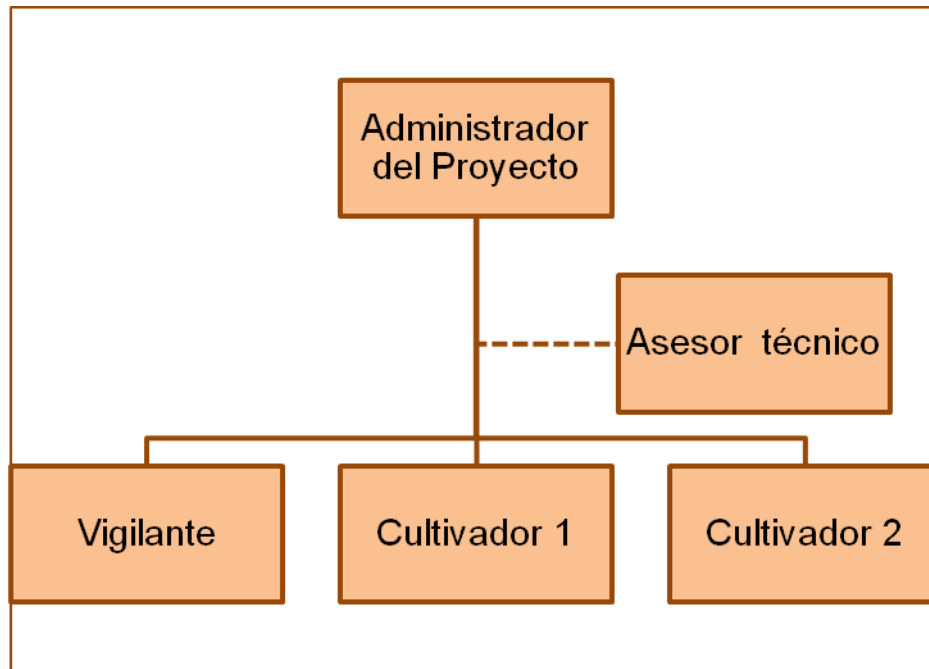 Administrador
del Proyecto
Asesor técnico
Vigilante
Cultivador 1
Cultivador 2